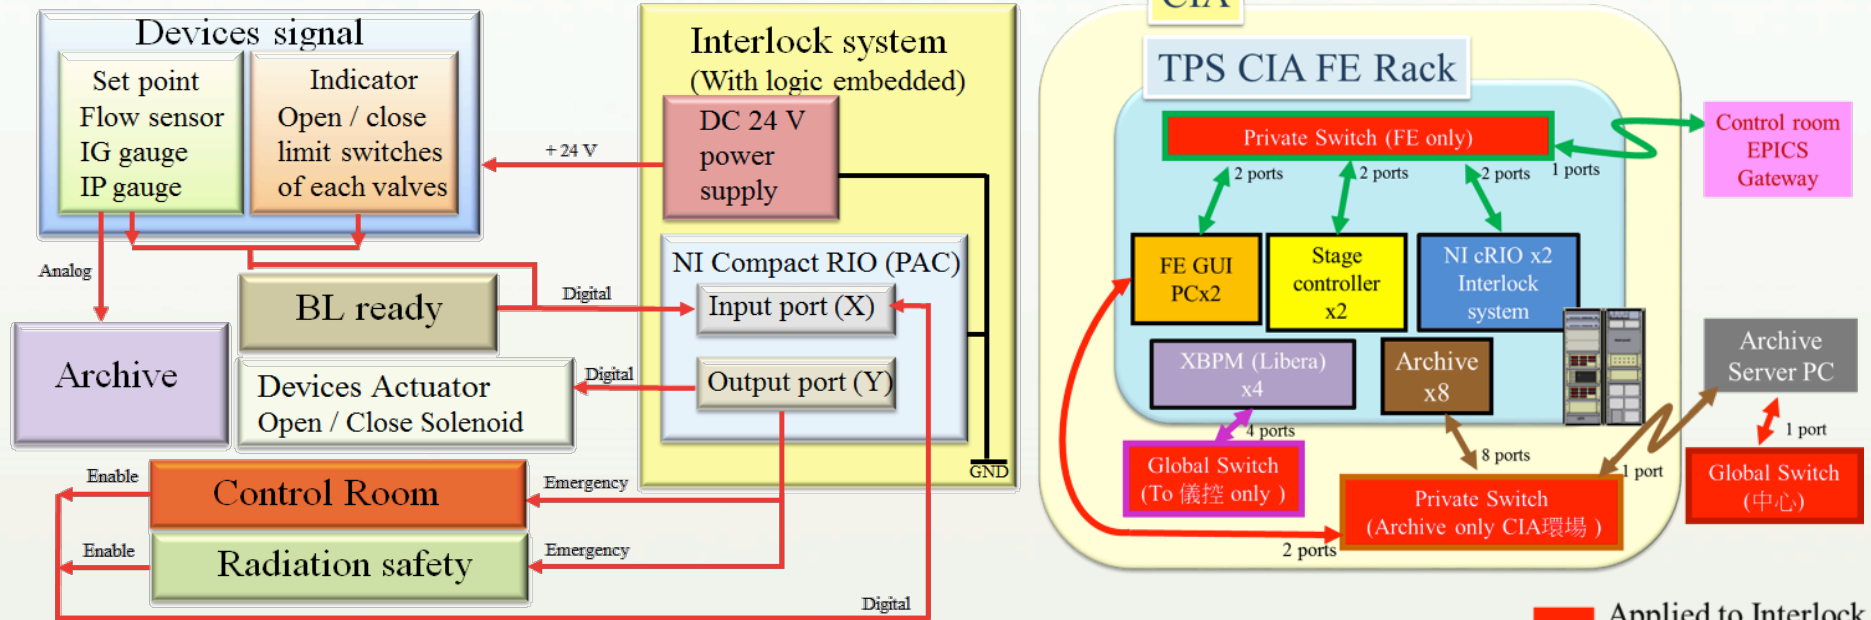 Devices signal
Set point
Flow sensor
IG gauge
IP gauge
Indicator
Open / close
limit switches
of each valves
+ 24 V
Interlock system
(With logic embedded)
DC 24 V
power
supply
NI Compact RIO (PAC)
Input port (X)
Output port (Y)
GND
Analog
Archive
BL ready
Digital
Devices Actuator
Open / Close Solenoid
Digital
Enable
Control Room
Emergency
Enable
Radiation safety
Emergency
Digital
CIA
TPS CIA FE Rack
Private Switch (FE only)
2 ports
2 ports
2 ports
1 ports
Control room
EPICS
Gateway
FE GUI
PCx2
Stage
controller
x2
NI cRIO x2
Interlock
system
XBPM (Libera)
x4
Archive
x8
Archive
Server PC
4 ports
8 ports
1 port
1 port
Global Switch
(To 儀控 only )
Private Switch
(Archive only CIA環場 )
2 ports
Global Switch
(中心)
Applied to Interlock